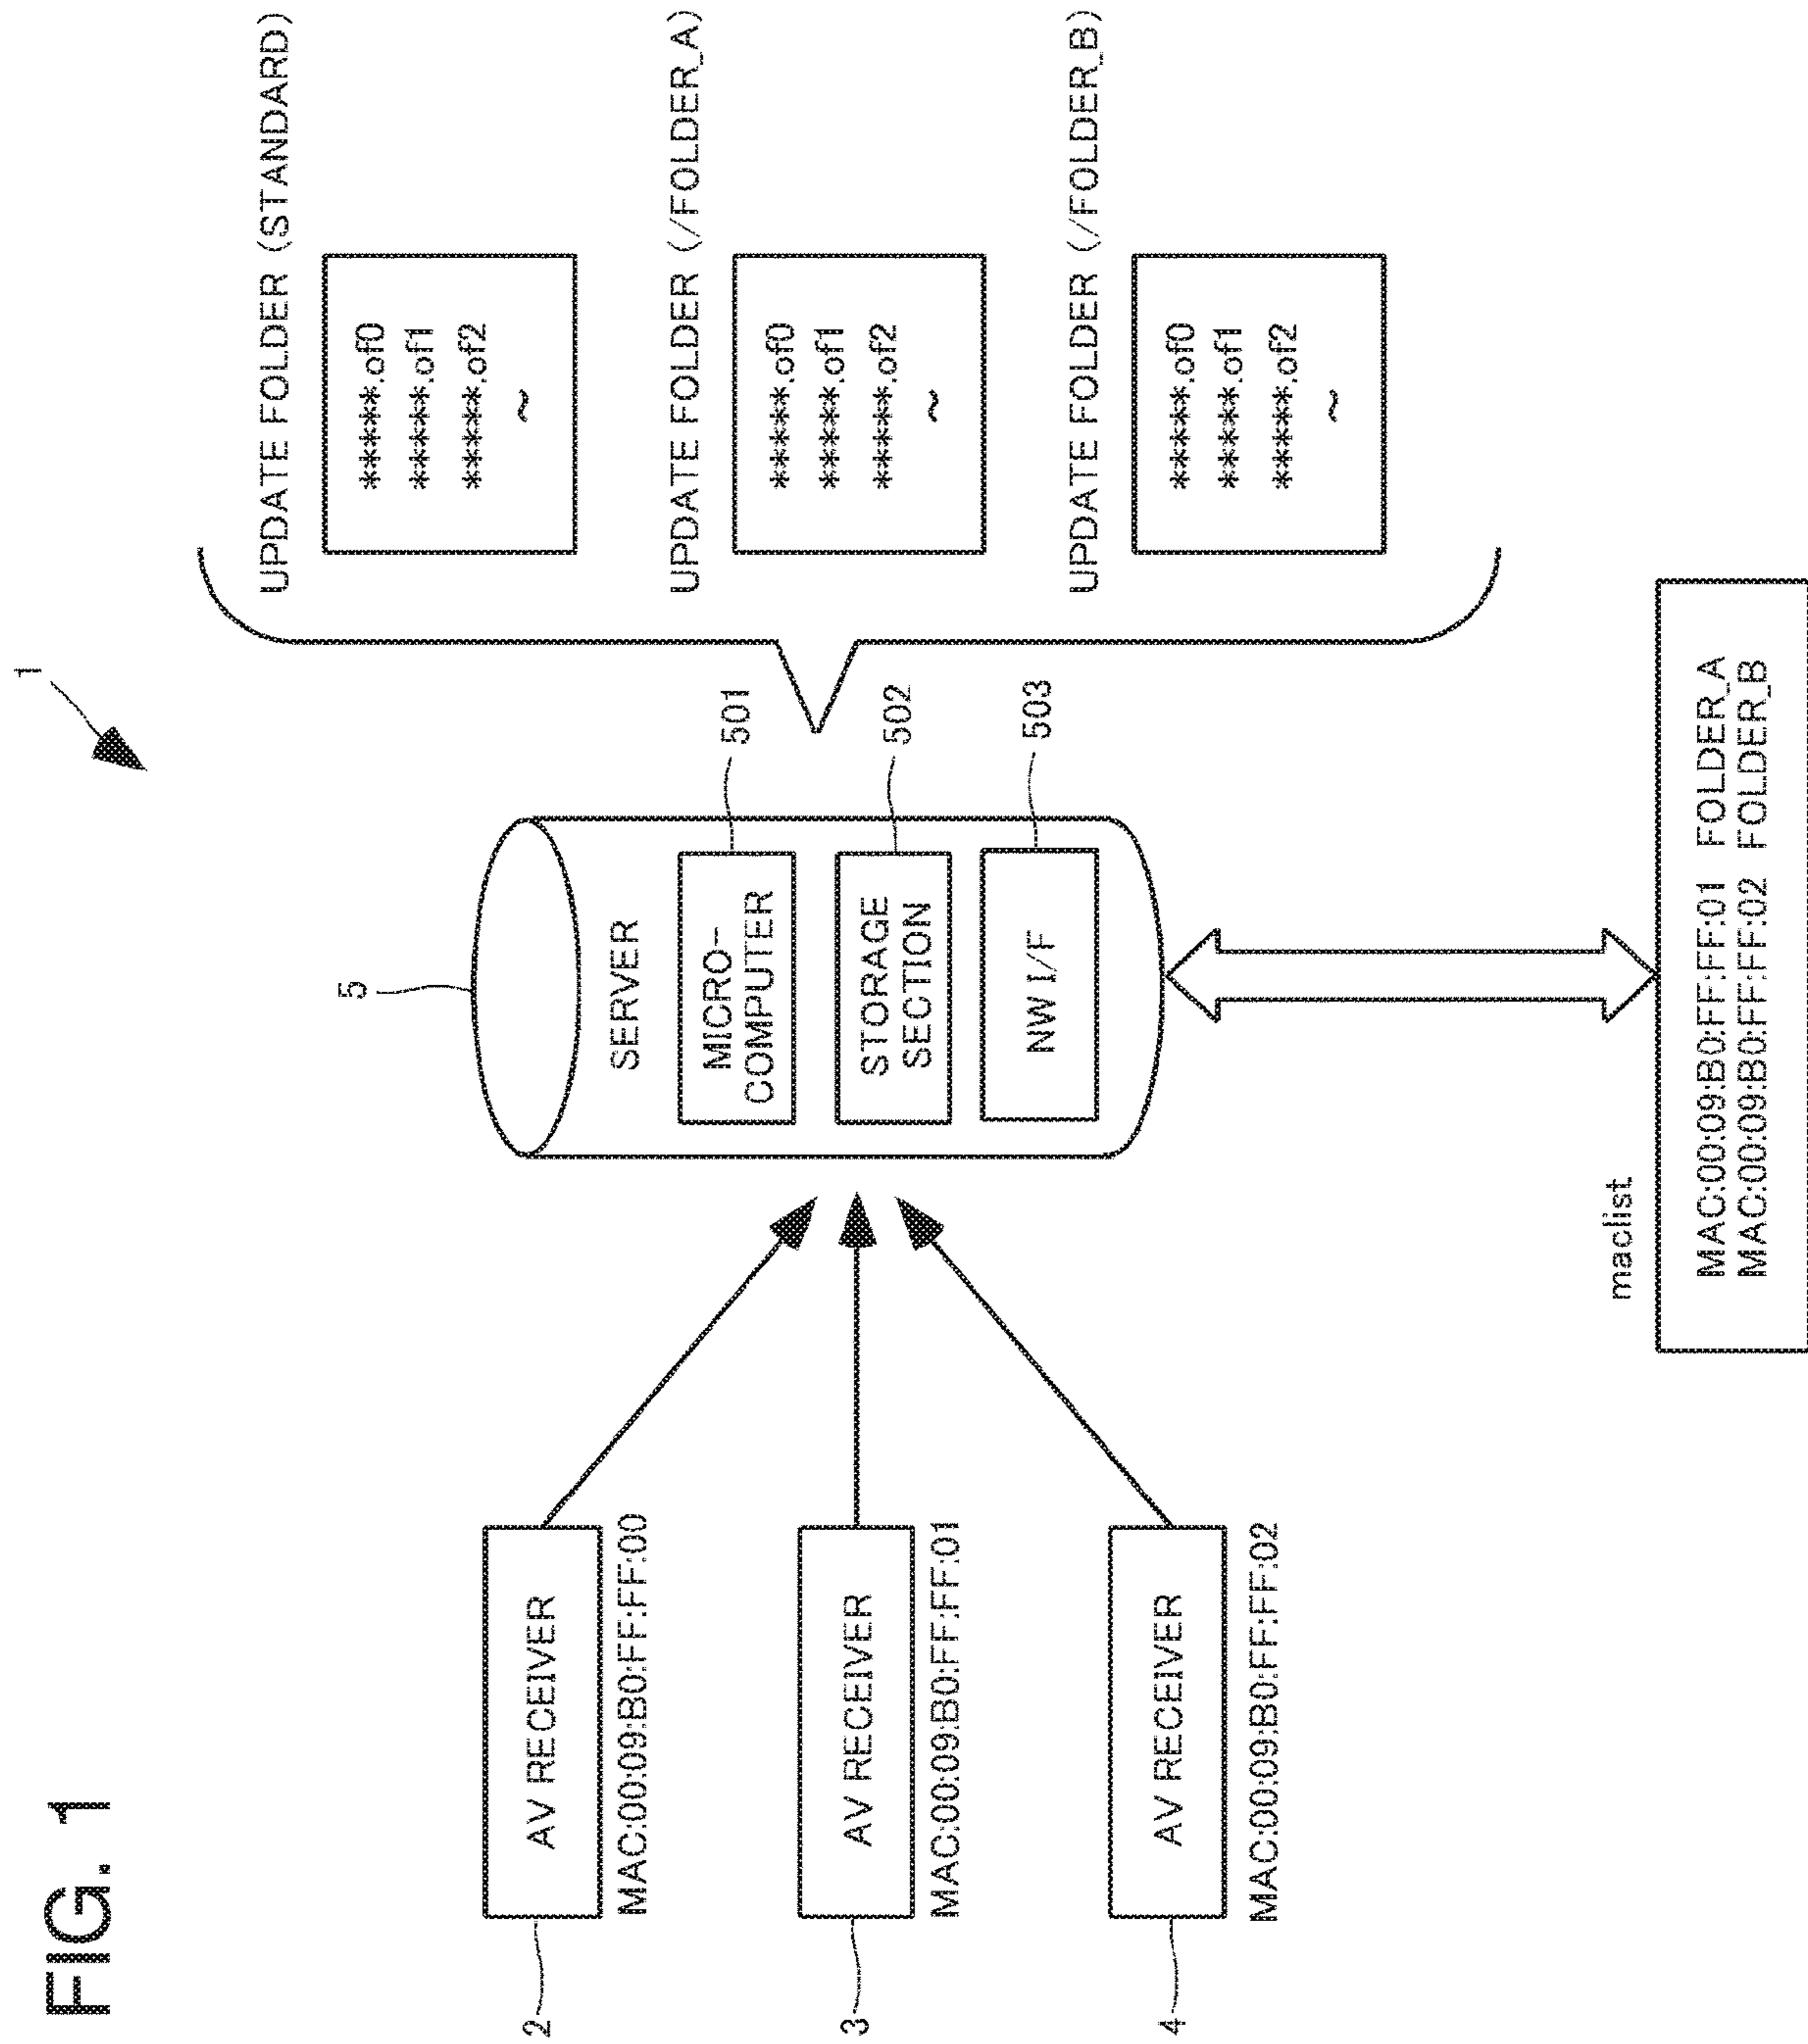 FIG. 1
1
2
AV RECEIVER
MAC:00:09:B0:FF:FF:00
3
AV RECEIVER
MAC:00:09:B0:FF:FF:01
4
AV RECEIVER
MAC:00:09:B0:FF:FF:02
5
SERVER
MICRO-
COMPUTER
501
STORAGE
SECTION
502
NW I/F
503
UPDATE FOLDER (STANDARD)
*****.of0
*****.of1
*****.of2
~
UPDATE FOLDER (/FOLDER_A)
*****.of0
*****.of1
*****.of2
~
UPDATE FOLDER (/FOLDER_B)
*****.of0
*****.of1
*****.of2
~
maclist
MAC:00:09:B0:FF:FF:01 FOLDER_A
MAC:00:09:B0:FF:FF:02 FOLDER_B